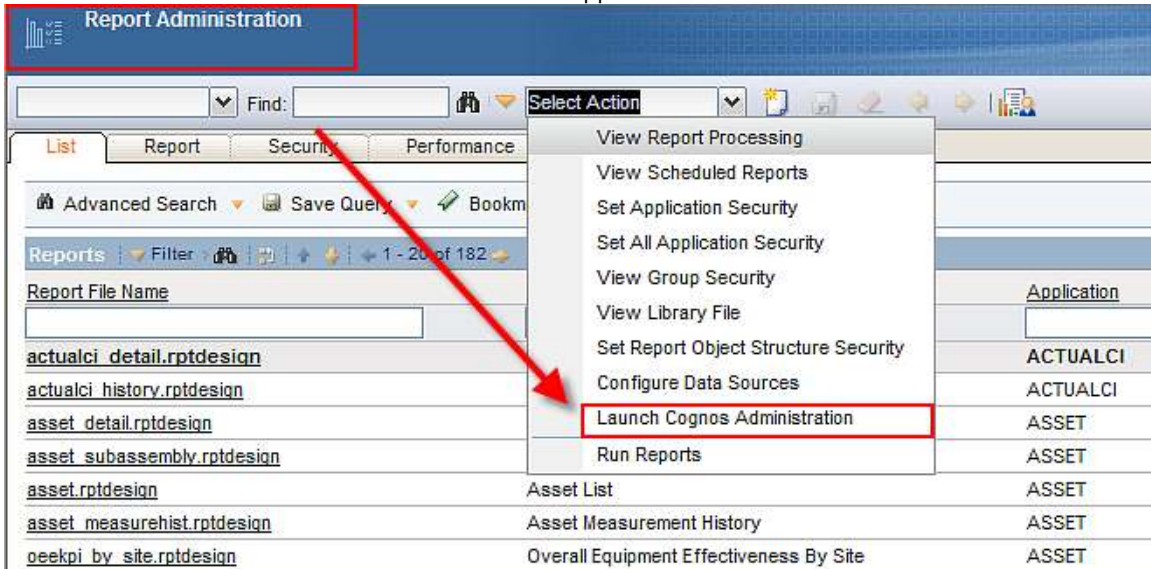 Report Administration
Find: Select Action
List Report Security Performance
View Report Processing
View Scheduled Reports
Set Application Security
Set All Application Security
View Group Security
View Library File
Set Report Object Structure Security
Configure Data Sources
Launch Cognos Administration
Run Reports
Advanced Search Save Query Bookm
Reports Filter 1 - 20 of 182
Report File Name Application
actualci_detail.rptdesign ACTUALCI
actualci_history.rptdesign ACTUALCI
asset_detail.rptdesign ASSET
asset_subassembly.rptdesign ASSET
asset.rptdesign Asset List ASSET
asset_measurehist.rptdesign Asset Measurement History ASSET
oeekpi_by_site.rptdesign Overall Equipment Effectiveness By Site ASSET